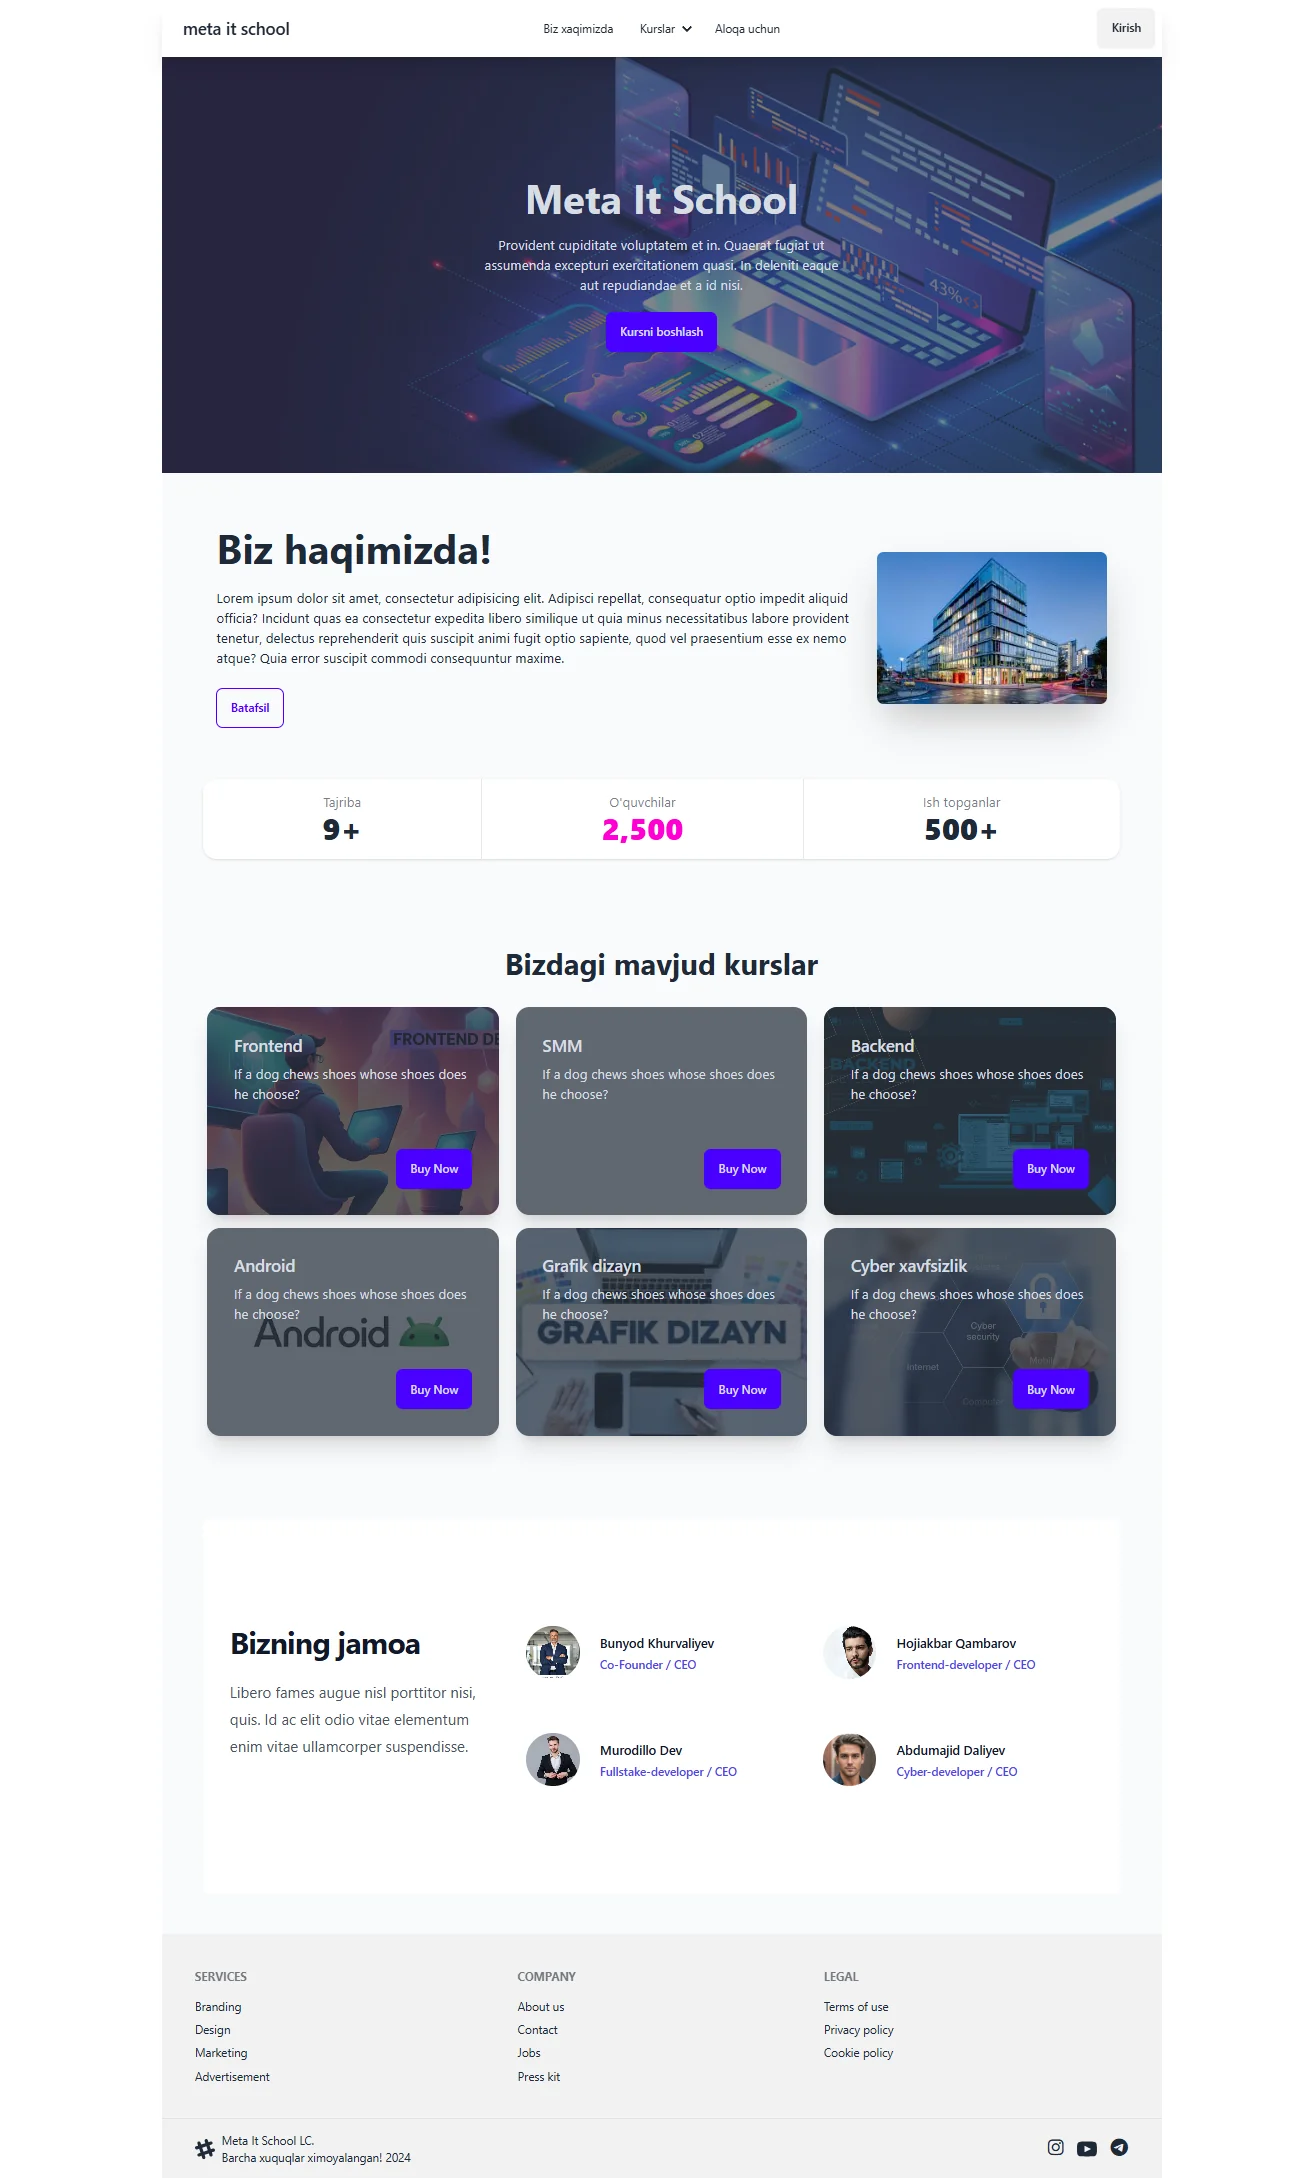 meta it school
Biz xaqimizda
Kurslar
Aloqa uchun
Kirish
43%
Meta It School
Provident cupiditate voluptatem et in. Quaerat fugiat ut
assumenda excepturi exercitationem quasi. In deleniti eaque
aut repudiandae et a id nisi.
Kursni boshlash
Biz haqimizda!
Lorem ipsum dolor sit amet, consectetur adipisicing elit. Adipisci repellat, consequatur optio impedit aliquid
officia? Incidunt quas ea consectetur expedita libero similique ut quia minus necessitatibus labore provident
tenetur, delectus reprehenderit quis suscipit animi fugit optio sapiente, quod vel praesentium esse ex nemo
atque? Quia error suscipit commodi consequuntur maxime.
Batafsil
Tajriba
9+
O'quvchilar
2,500
Ish topganlar
500+
Bizdagi mavjud kurslar
FRONTEND DE
Frontend
If a dog chews shoes whose shoes does
he choose?
Buy Now
SMM
If a dog chews shoes whose shoes does
he choose?
Buy Now
Backend
BACKEND
If a dog chews shoes whose shoes does
he choose?
Buy Now
Android
If a dog chews shoes whose shoes does
he choose?
Android
Buy Now
Grafik dizayn
If a dog chews shoes whose shoes does
he choose?
GRAFIK DIZAYN
Buy Now
Cyber xavfsizlik
If a dog chews shoes whose shoes does
he choose?
Cyber
security
Internet
Buy Now
Bizning jamoa
Libero fames augue nisl porttitor nisi,
quis. Id ac elit odio vitae elementum
enim vitae ullamcorper suspendisse.
Bunyod Khurvaliyev
Co-Founder / CEO
Hojiakbar Qambarov
Frontend-developer / CEO
Murodillo Dev
Fullstake-developer / CEO
Abdumajid Daliyev
Cyber-developer / CEO
SERVICES
Branding
Design
Marketing
Advertisement
COMPANY
About us
Contact
Jobs
Press kit
LEGAL
Terms of use
Privacy policy
Cookie policy
Meta It School LC.
Barcha xuquqlar ximoyalangan! 2024